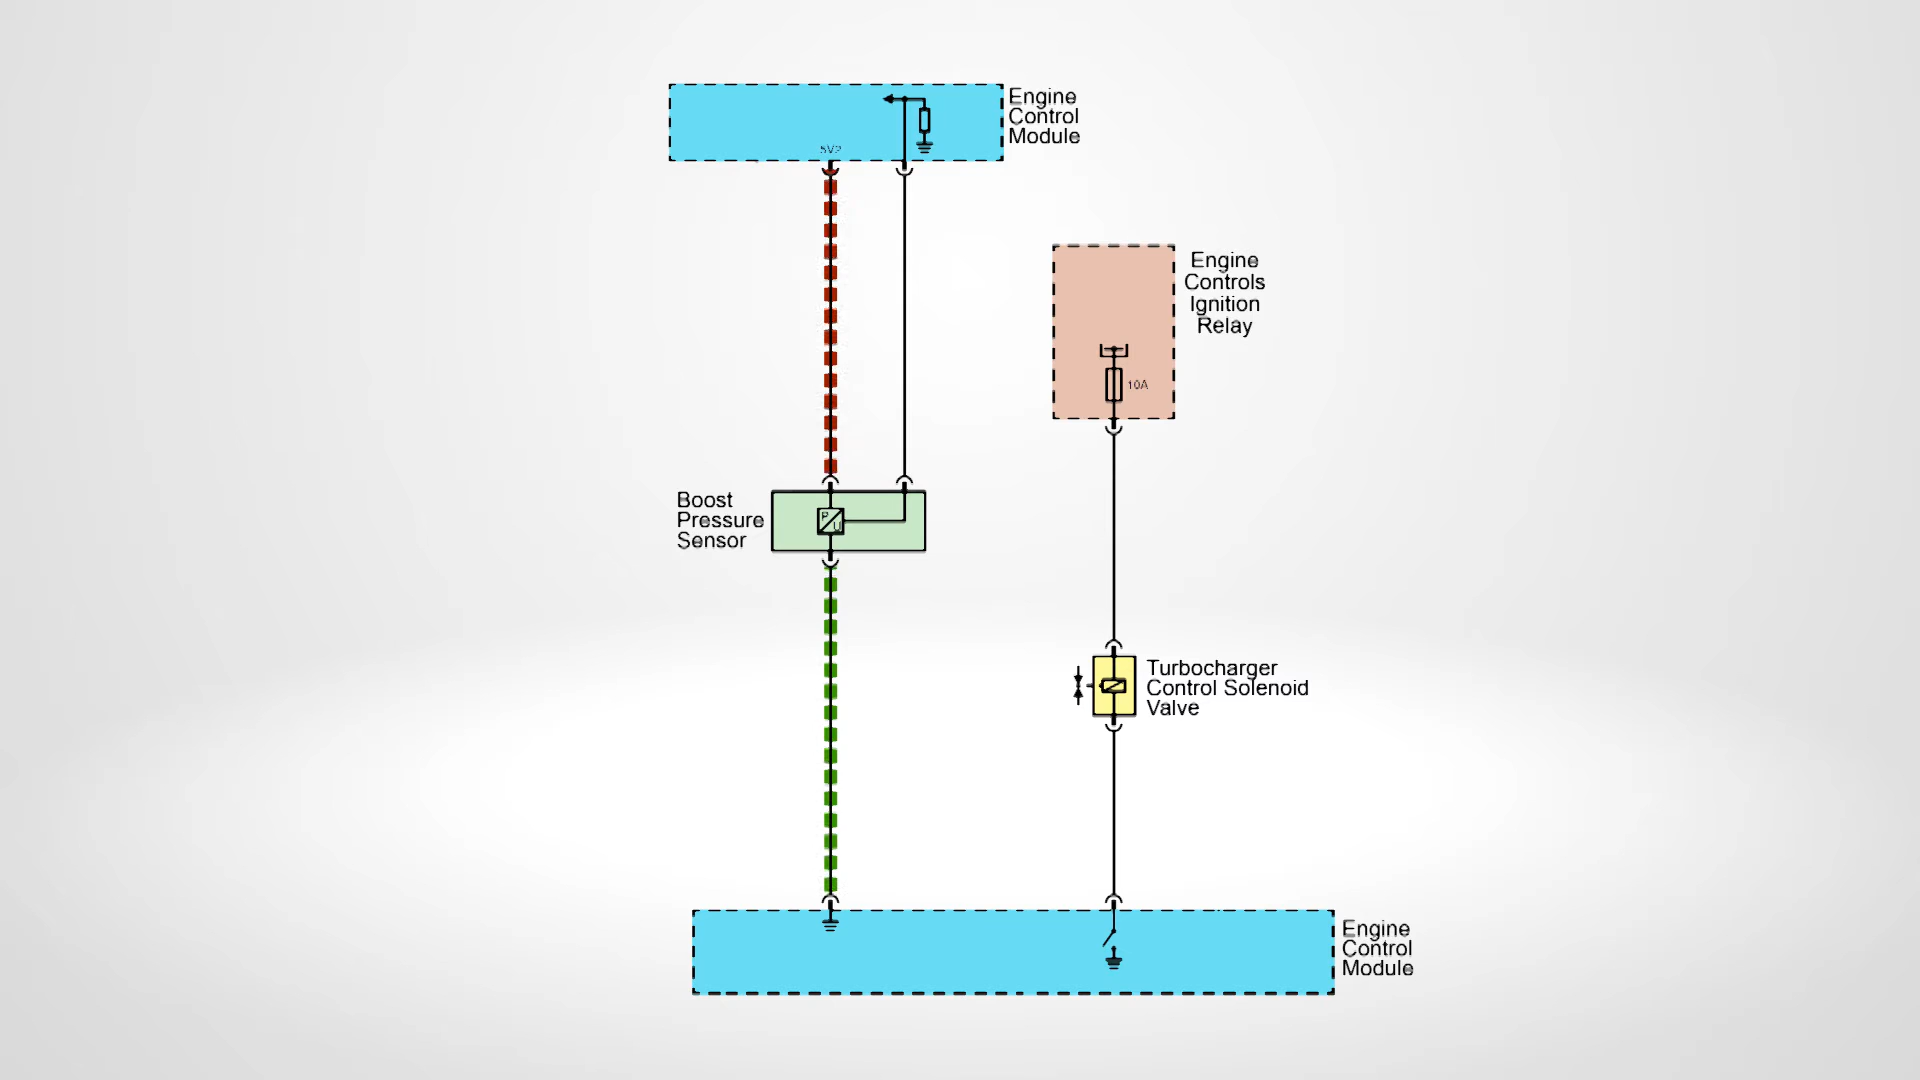 Engine
Control
Module
5V2
Engine
Controls
Ignition
Relay
10A
Boost
Pressure
Sensor
P
U
Turbocharger
Control Solenoid
Valve
Engine
Control
Module